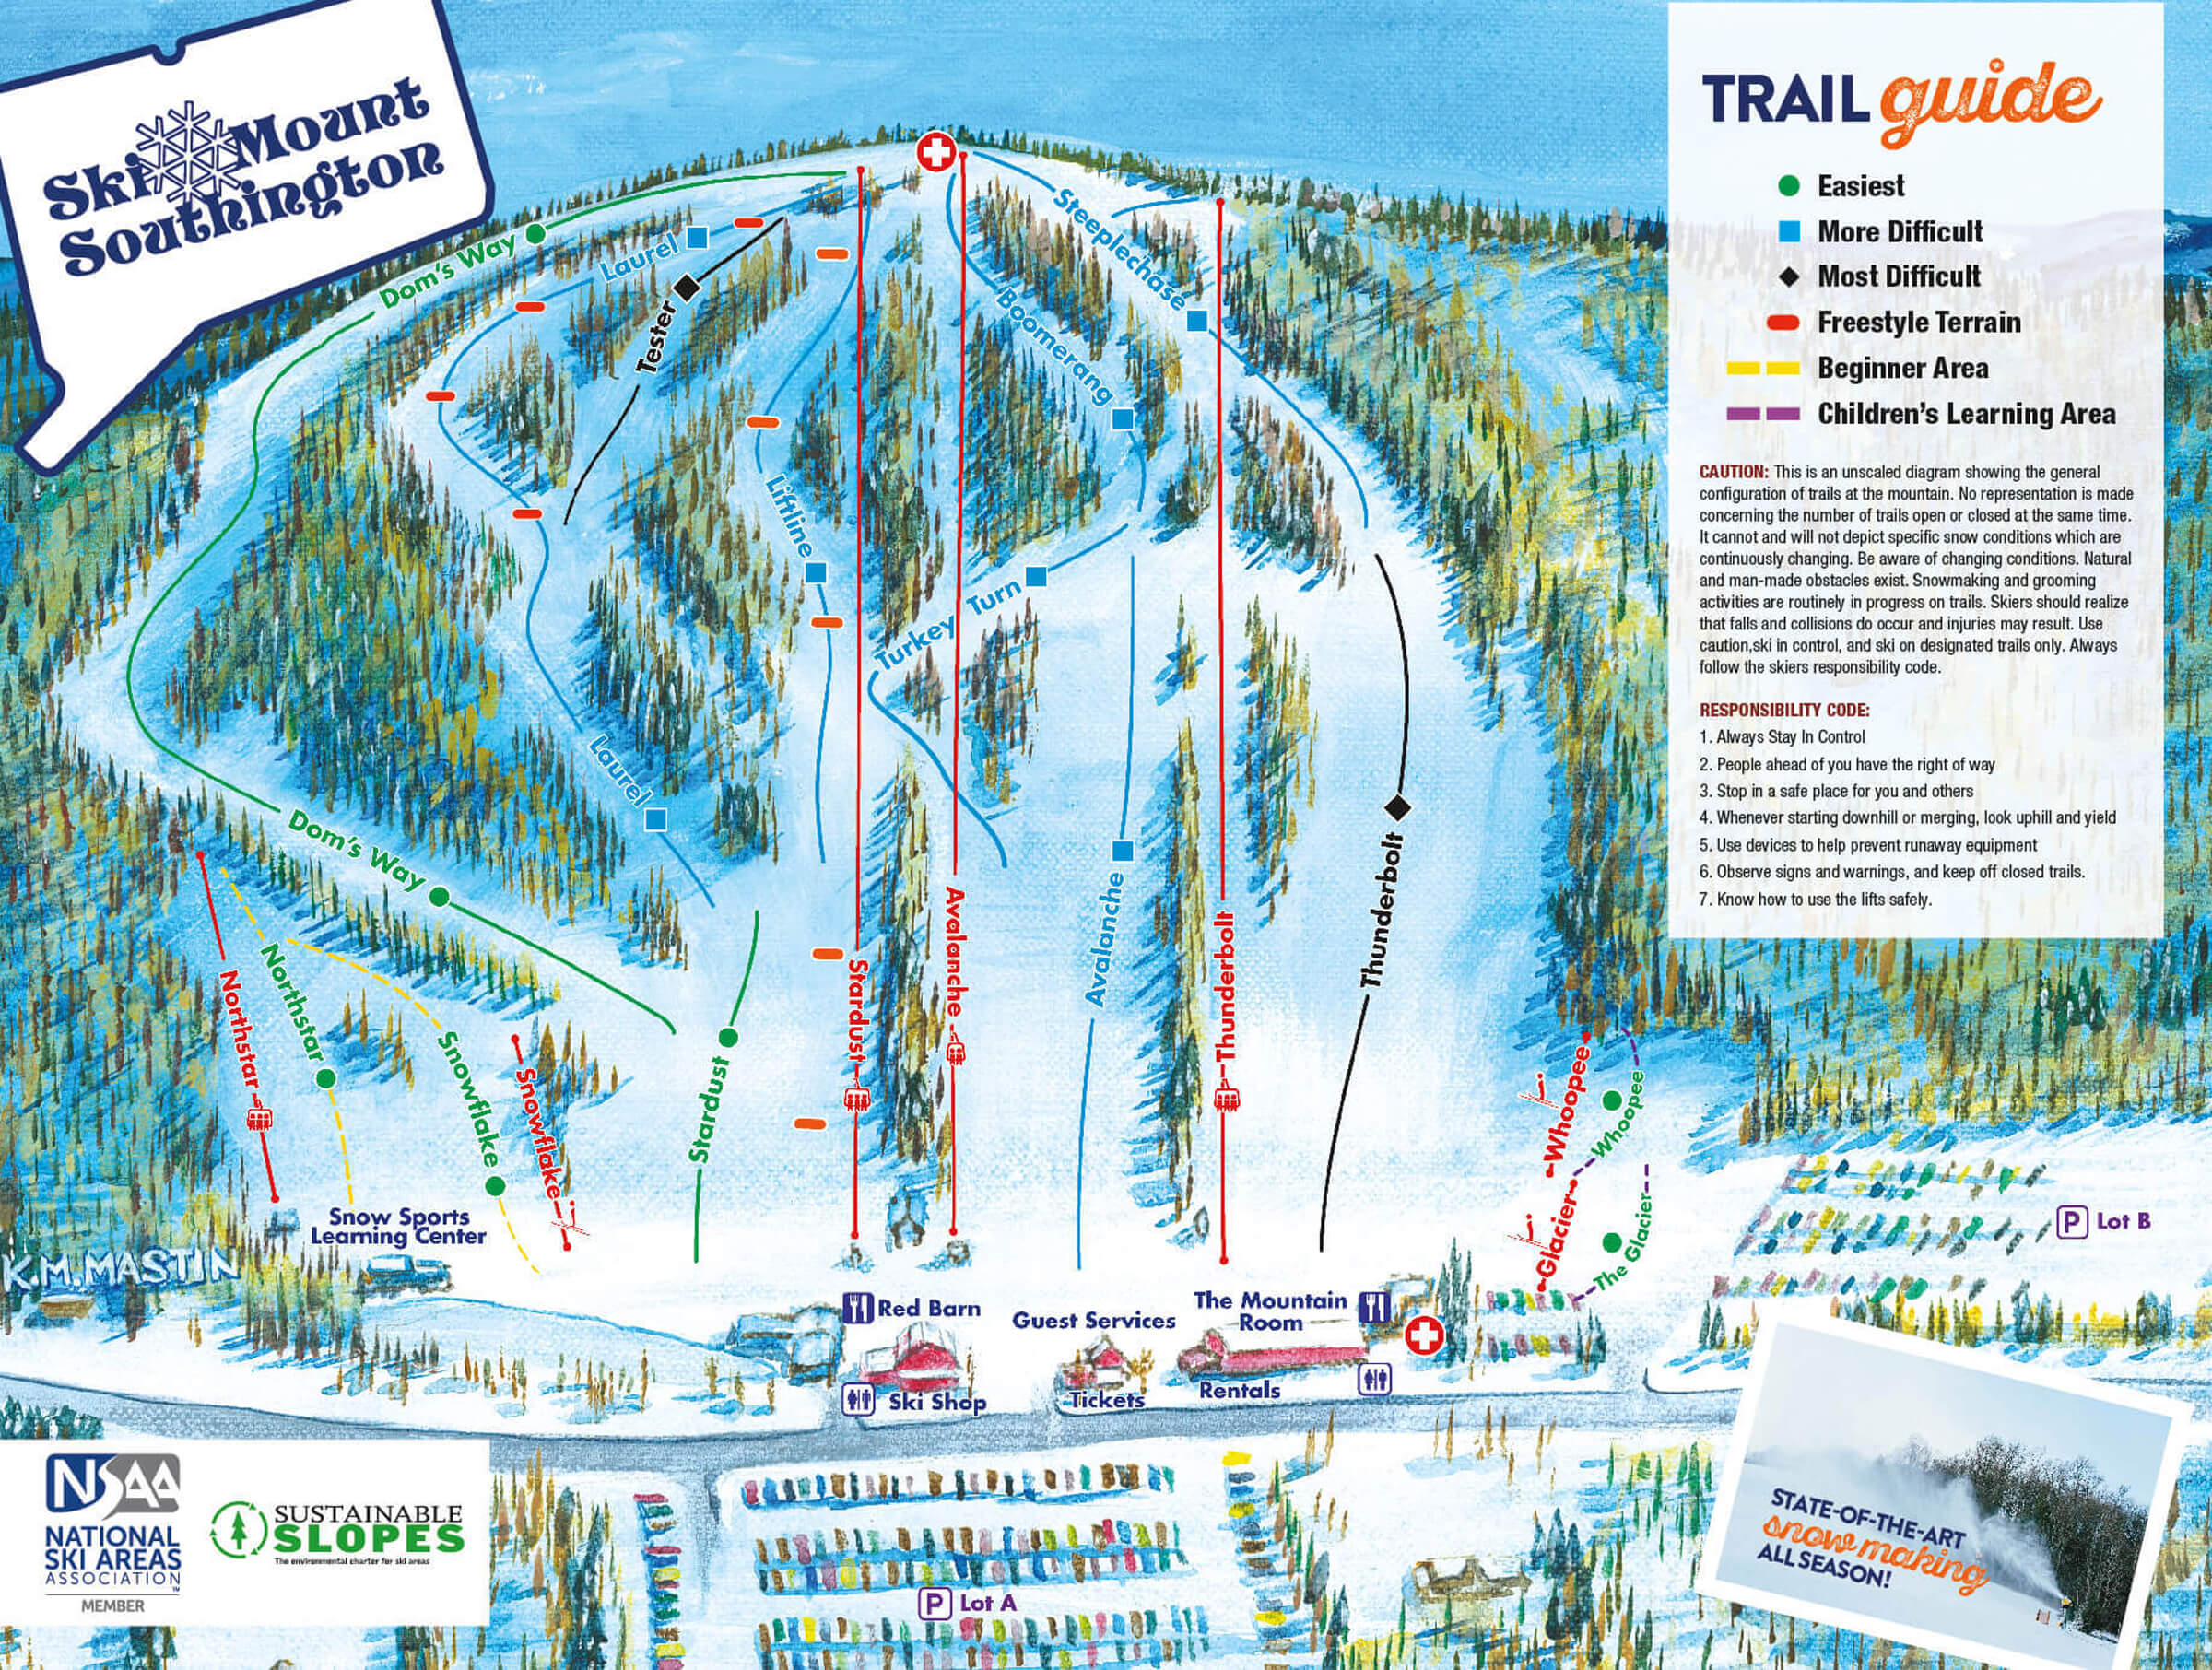 Ski Mount
Southington
TRAIL guide
Easiest
More Difficult
Most Difficult
Freestyle Terrain
Beginner Area
Children's Learning Area
CAUTION: This is an unscaled diagram showing the general
configuration of trails at the mountain. No representation is made
concerning the number of trails open or closed at the same time.
It cannot and will not depict specific snow conditions which are
continuously changing. Be aware of changing conditions. Natural
and man-made obstacles exist. Snowmaking and grooming
activities are routinely in progress on trails. Skiers should realize
that falls and collisions do occur and injuries may result. Use
caution,ski in control, and ski on designated trails only. Always
follow the skiers responsibility code.
RESPONSIBILITY CODE:
1. Always Stay In Control
2. People ahead of you have the right of way
3. Stop in a safe place for you and others
4. Whenever starting downhill or merging, look uphill and yield
5. Use devices to help prevent runaway equipment
6. Observe signs and warnings, and keep off closed trails.
7. Know how to use the lifts safely.
Dom's Way
Laurel
Tester
Steeplechase
Boomerang
Liftline
Turkey Turn
Laurel
Dom's Way
Avalanche
Avalanche
Thunderbolt
Thunderbolt
Stardust
Stardust
Northstar
Northstar
Snowflake
Snowflake
Whoopee
Whoopee
Glacier
The Glacier
Snow Sports
Learning Center
K.M.MASTIN
P Lot B
Red Barn
Ski Shop
Guest Services
Tickets
The Mountain
Room
Rentals
P Lot A
NSAA
NATIONAL
SKI AREAS
ASSOCIATION
TM
MEMBER
SUSTAINABLE
SLOPES
The environmental charter for ski areas
STATE-OF-THE-ART
snow making
ALL SEASON!